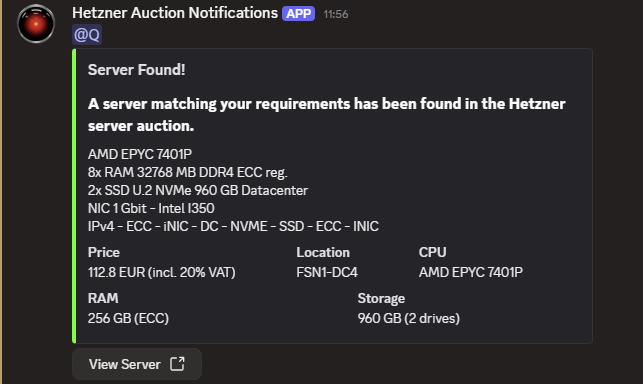 Hetzner Auction Notifications APP 11:56
@Q
Server Found!
A server matching your requirements has been found in the Hetzner
server auction.
AMD EPYC 7401P
8x RAM 32768 MB DDR4 ECC reg.
2x SSD U.2 NVMe 960 GB Datacenter
NIC 1 Gbit - Intel I350
IPv4 - ECC - iNIC - DC - NVME - SSD - ECC - INIC
Price Location CPU
112.8 EUR (incl. 20% VAT) FSN1-DC4 AMD EPYC 7401P
RAM Storage
256 GB (ECC) 960 GB (2 drives)
View Server